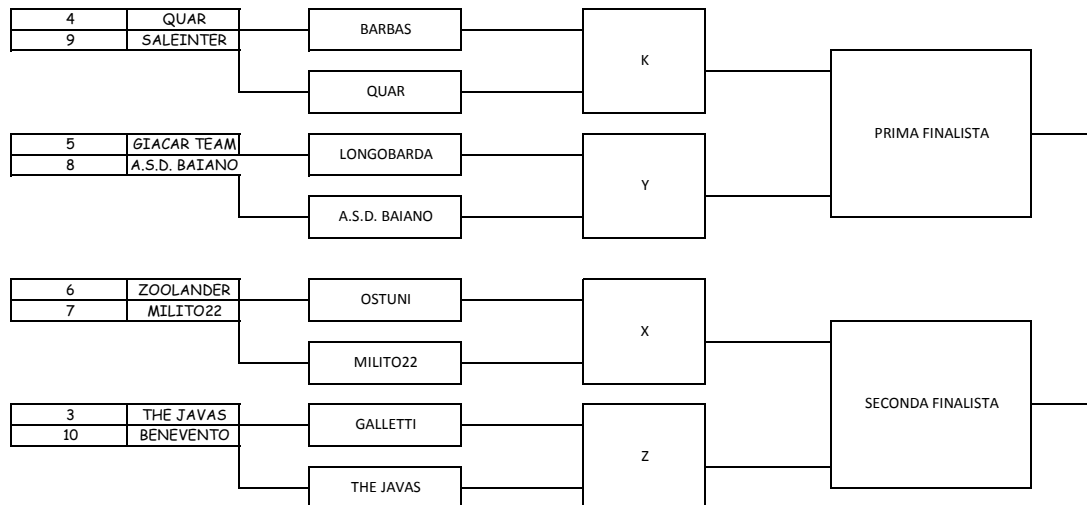 4 QUAR
9 SALEINTER
BARBAS
QUAR
K
5 GIACAR TEAM
8 A.S.D. BAIANO
LONGOBARDA
A.S.D. BAIANO
Y
PRIMA FINALISTA
6 ZOOLANDER
7 MILITO22
OSTUNI
MILITO22
X
3 THE JAVAS
10 BENEVENTO
GALLETTI
THE JAVAS
Z
SECONDA FINALISTA